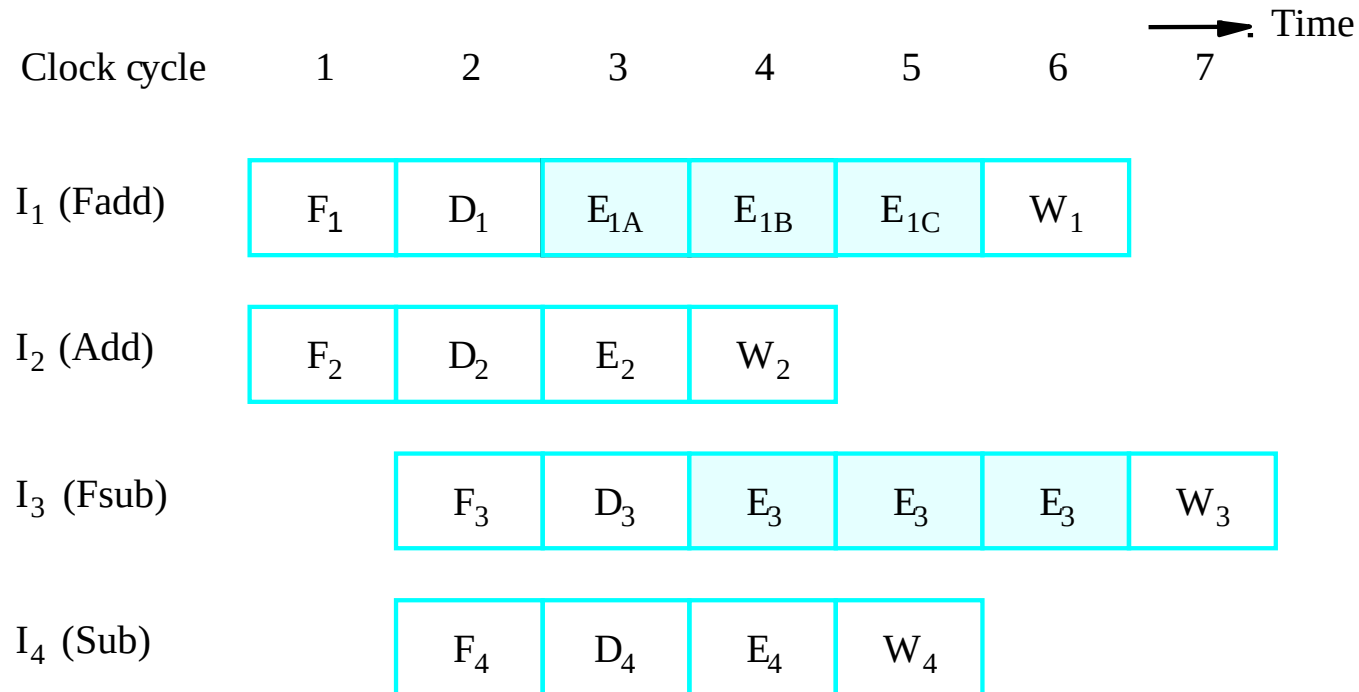 Time
Clock cycle 1 2 3 4 5 6 7
I1 (Fadd) F1 D1 E1A E1B E1C W1
I2 (Add) F2 D2 E2 W2
I3 (Fsub) F3 D3 E3 E3 E3 W3
I4 (Sub) F4 D4 E4 W4